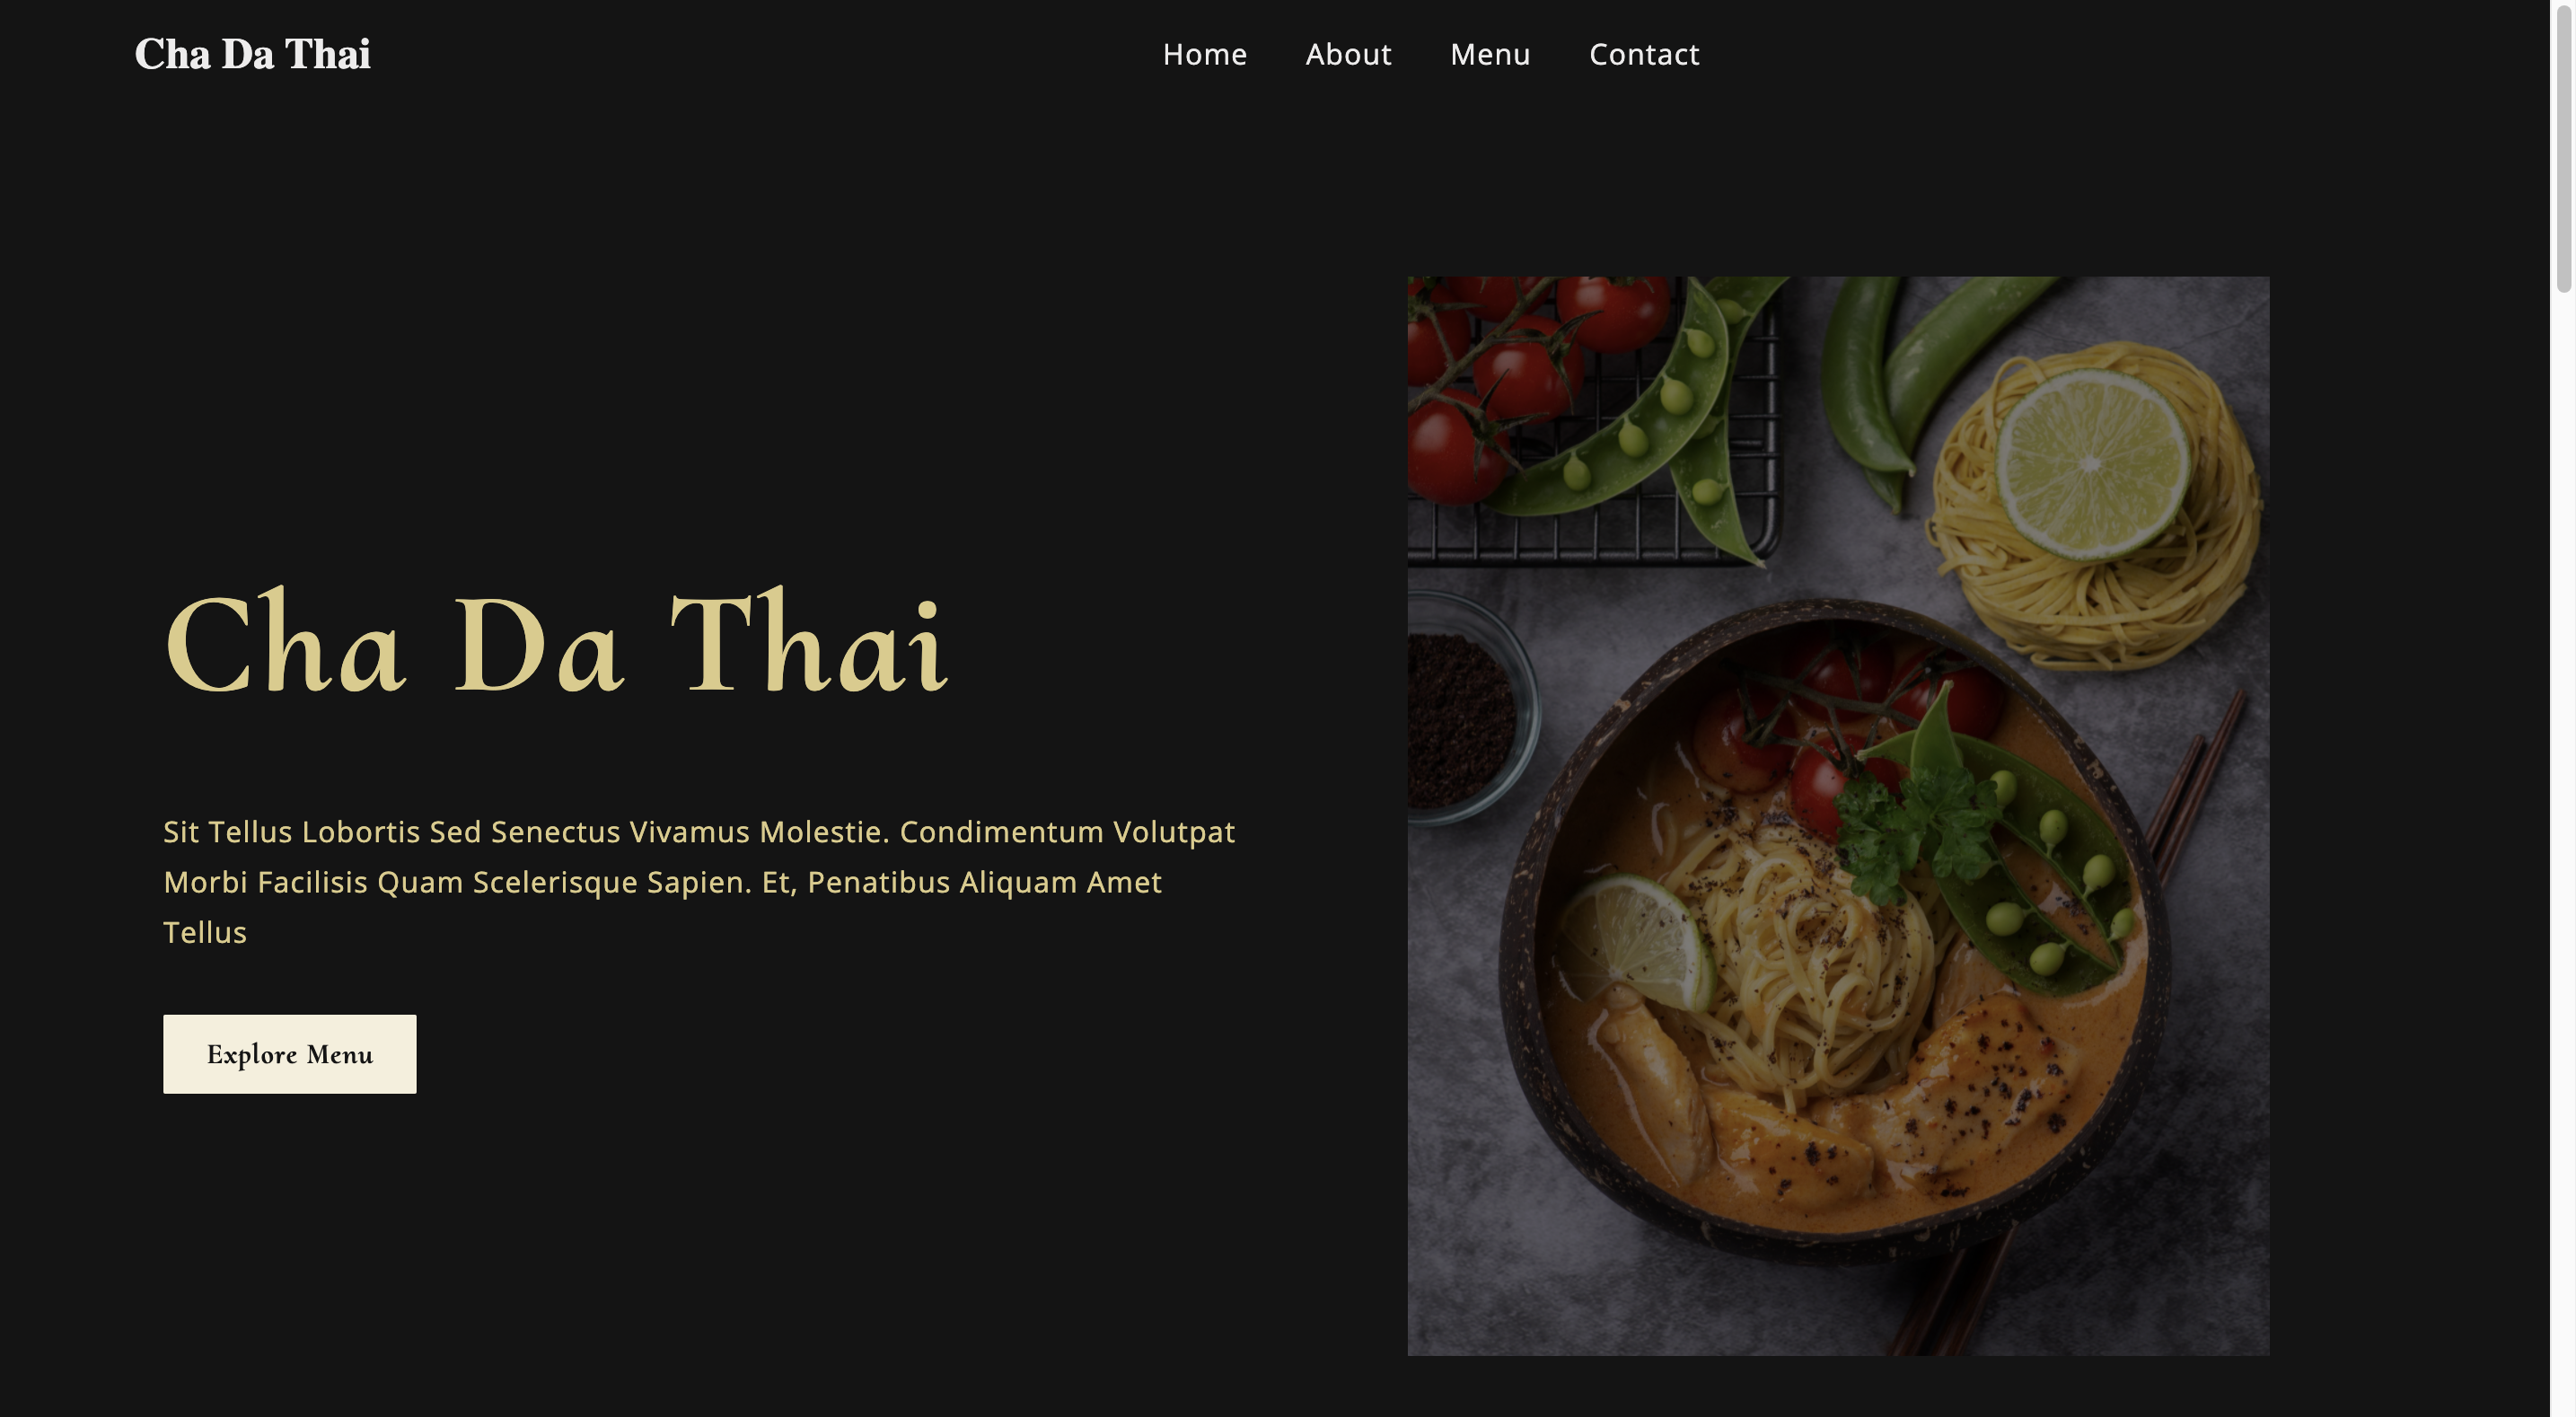 Cha Da Thai
Home About Menu Contact
Cha Da Thai
Sit Tellus Lobortis Sed Senectus Vivamus Molestie. Condimentum Volutpat
Morbi Facilisis Quam Scelerisque Sapien. Et, Penatibus Aliquam Amet
Tellus
Explore Menu